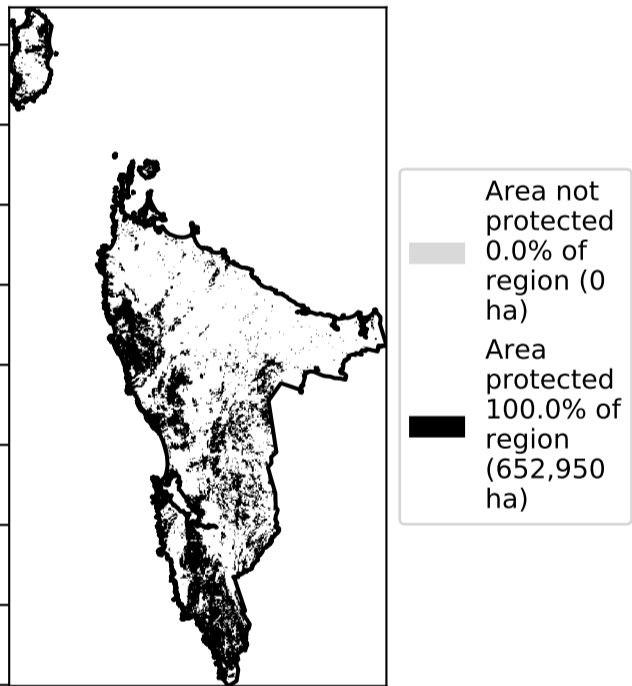 Area not
protected
0.0% of
region (0
ha)
Area
protected
100.0% of
region
(652,950
ha)